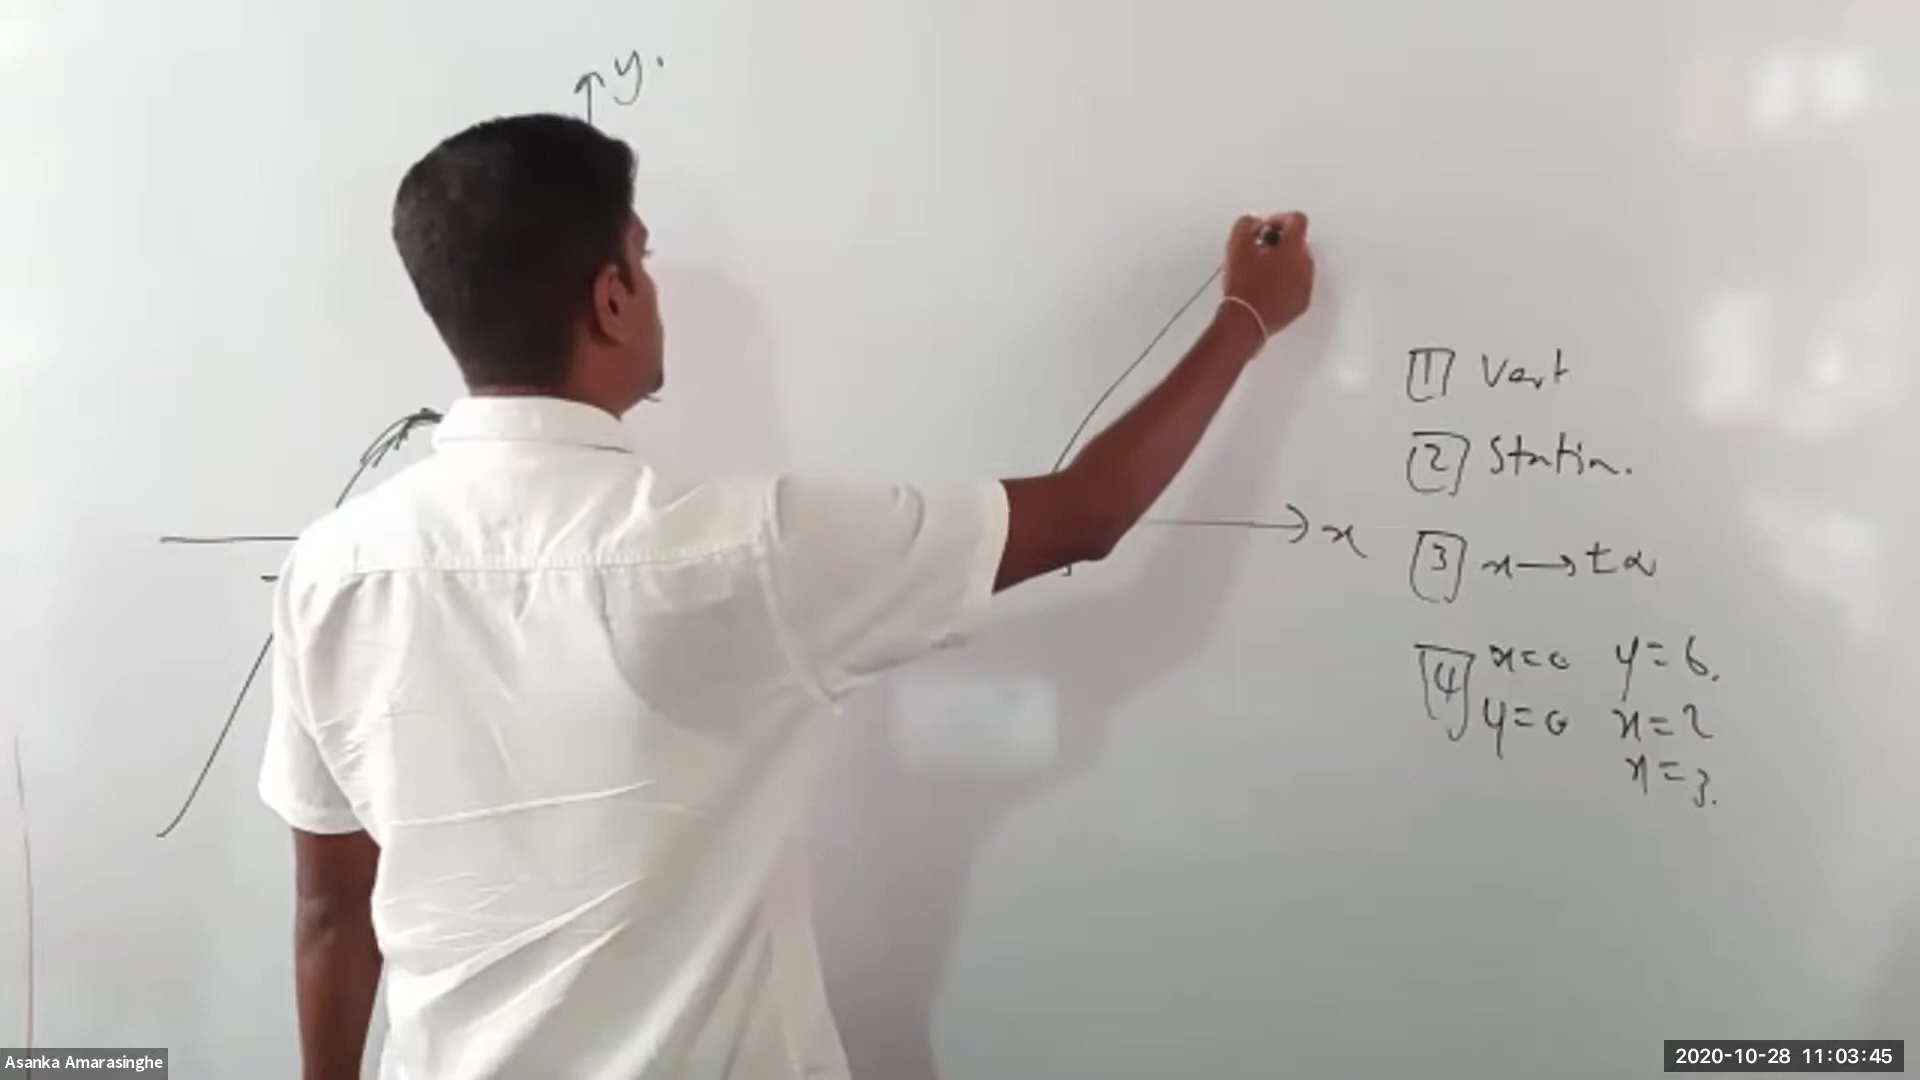 y.
x
1 Vert
2 Statin.
3 x→±∝
4 x=0 y=6.
y=0 x=2
x=3.
Asanka Amarasinghe
2020-10-28 11:03:45